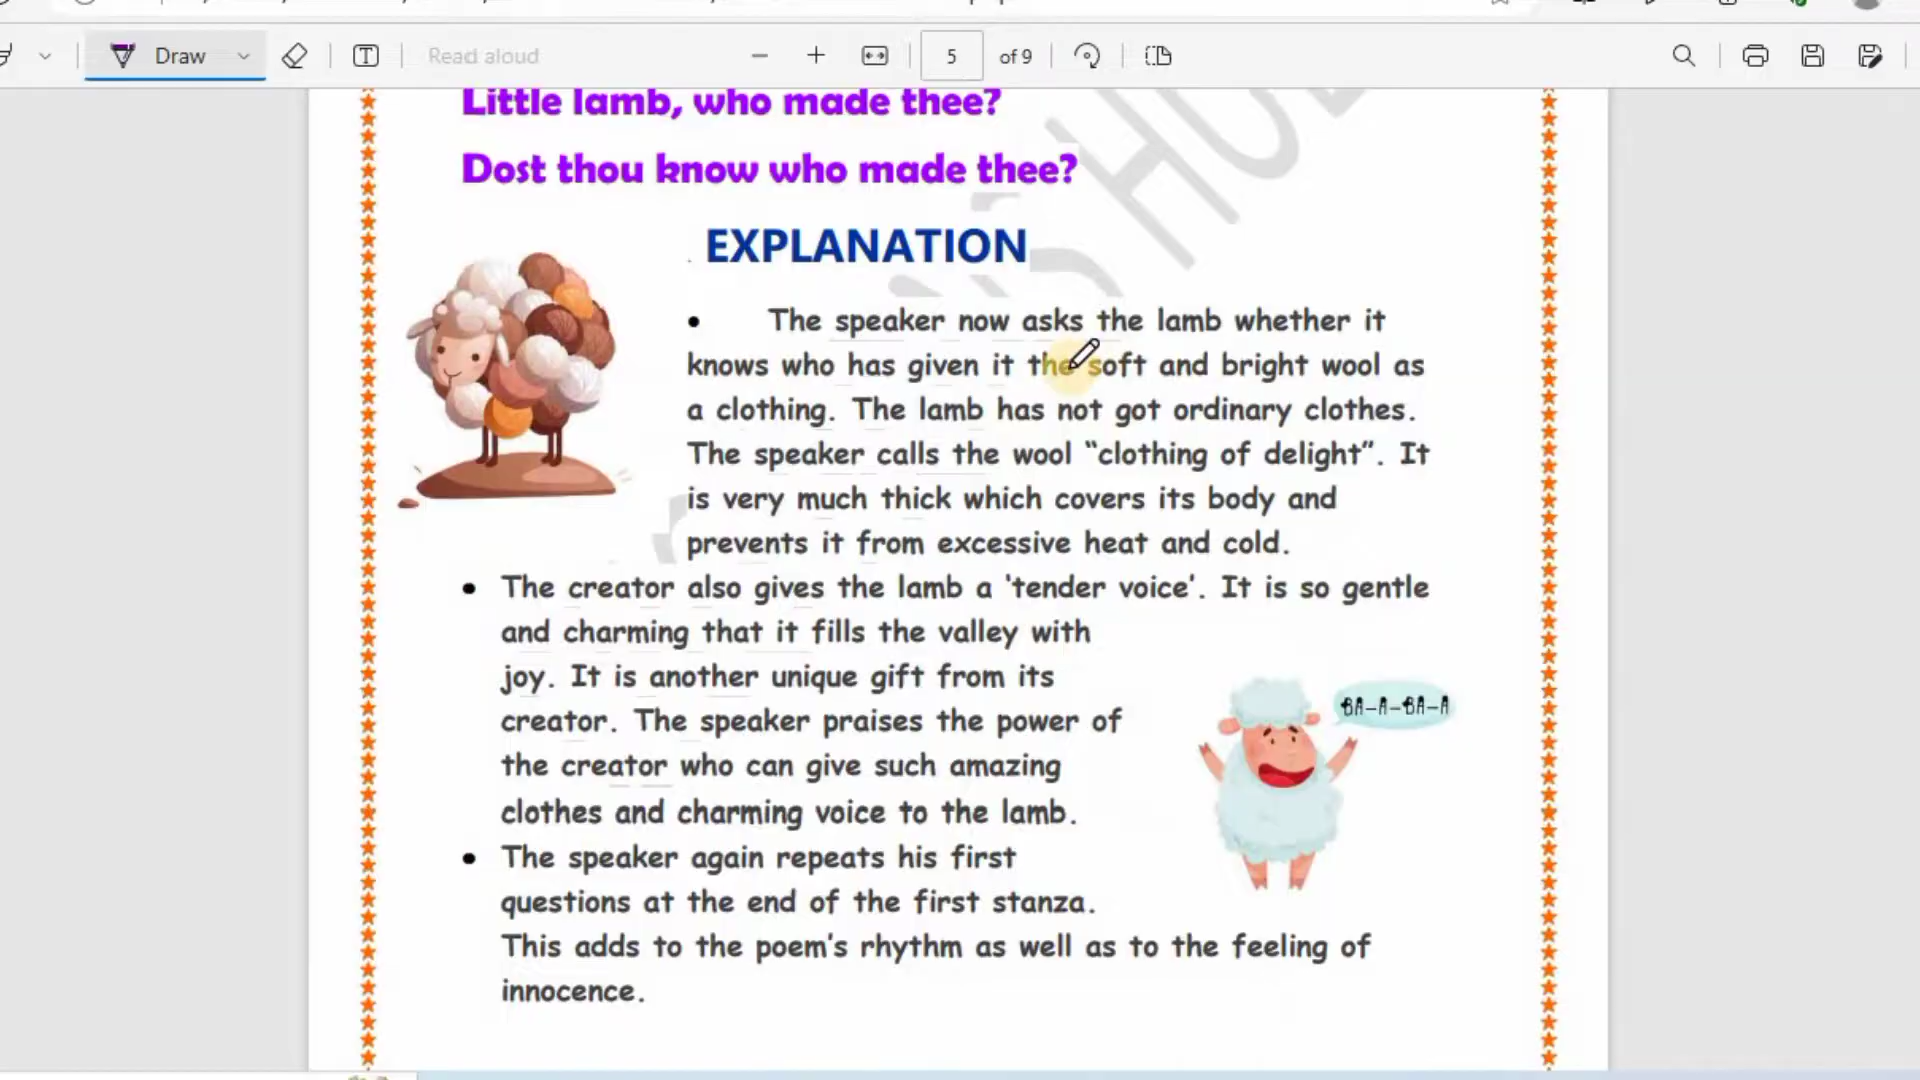 Draw
Read aloud
5
of 9
Little lamb, who made thee?
Dost thou know who made thee?
EXPLANATION
• The speaker now asks the lamb whether it
knows who has given it the soft and bright wool as
a clothing. The lamb has not got ordinary clothes.
The speaker calls the wool “clothing of delight”. It
is very much thick which covers its body and
prevents it from excessive heat and cold.
• The creator also gives the lamb a 'tender voice'. It is so gentle
and charming that it fills the valley with
joy. It is another unique gift from its
creator. The speaker praises the power of
the creator who can give such amazing
clothes and charming voice to the lamb.
BA-A-BA-A
• The speaker again repeats his first
questions at the end of the first stanza.
This adds to the poem's rhythm as well as to the feeling of
innocence.